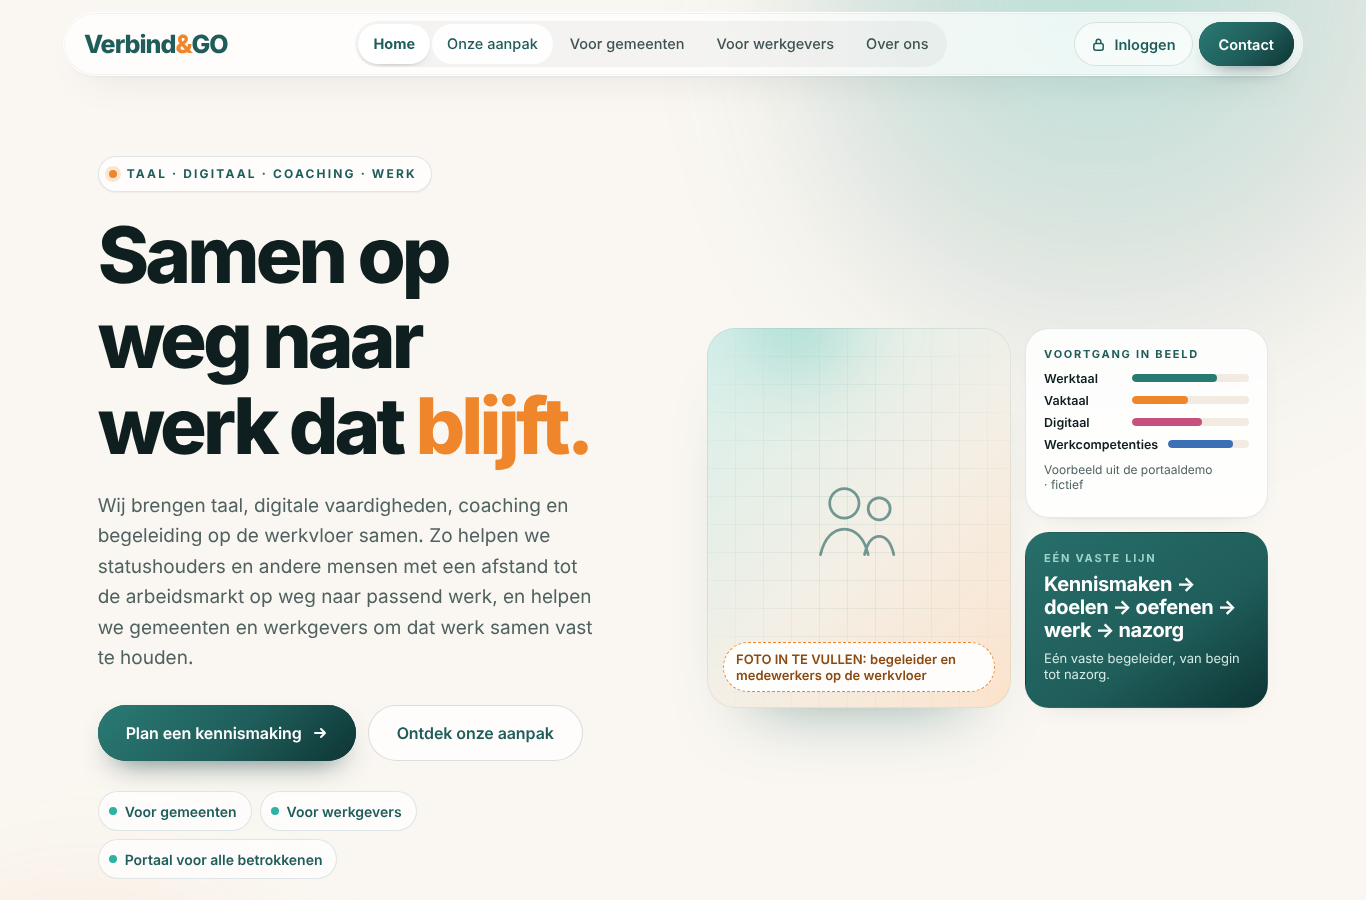 Verbind&GO
Home
Onze aanpak
Voor gemeenten
Voor werkgevers
Over ons
Inloggen
Contact
TAAL · DIGITAAL · COACHING · WERK
Samen op
weg naar
werk dat blijft.
Wij brengen taal, digitale vaardigheden, coaching en
begeleiding op de werkvloer samen. Zo helpen we
statushouders en andere mensen met een afstand tot
de arbeidsmarkt op weg naar passend werk, en helpen
we gemeenten en werkgevers om dat werk samen vast
te houden.
Plan een kennismaking →
Ontdek onze aanpak
Voor gemeenten
Voor werkgevers
Portaal voor alle betrokkenen
FOTO IN TE VULLEN: begeleider en
medewerkers op de werkvloer
VOORTGANG IN BEELD
Werktaal
Vaktaal
Digitaal
Werkcompetenties
Voorbeeld uit de portaaldemo
· fictief
EÉN VASTE LIJN
Kennismaken →
doelen → oefenen →
werk → nazorg
Eén vaste begeleider, van begin
tot nazorg.